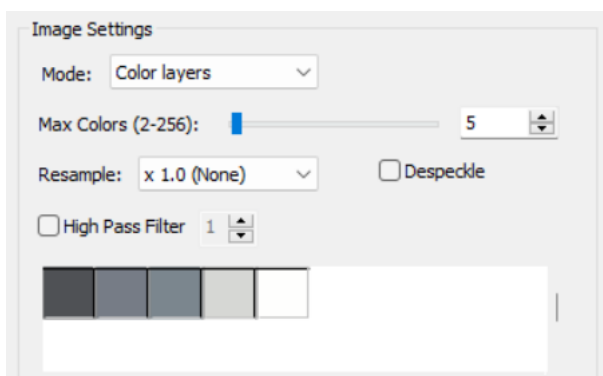 Image Settings
Mode: Color layers
Max Colors (2-256): 5
Resample: x 1.0 (None) Despeckle
High Pass Filter 1